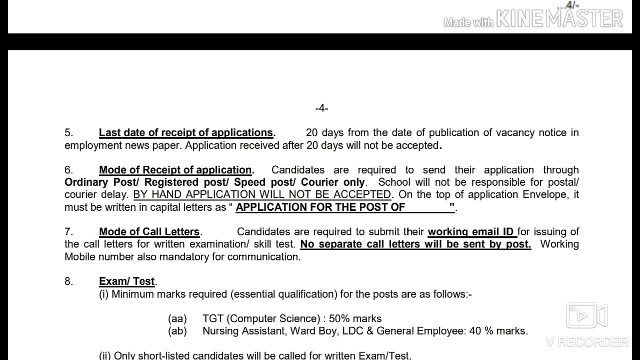 ...4/-
Made with KINEMASTER
-4-
5. Last date of receipt of applications. 20 days from the date of publication of vacancy notice in
employment news paper. Application received after 20 days will not be accepted.
6. Mode of Receipt of application. Candidates are required to send their application through
Ordinary Post/ Registered post/ Speed post/ Courier only. School will not be responsible for postal/
courier delay. BY HAND APPLICATION WILL NOT BE ACCEPTED. On the top of application Envelope, it
must be written in capital letters as “ APPLICATION FOR THE POST OF ______”.
7. Mode of Call Letters. Candidates are required to submit their working email ID for issuing of
the call letters for written examination/ skill test. No separate call letters will be sent by post. Working
Mobile number also mandatory for communication.
8. Exam/ Test.
(i) Minimum marks required (essential qualification) for the posts are as follows:-
(aa) TGT (Computer Science) : 50% marks
(ab) Nursing Assistant, Ward Boy, LDC & General Employee: 40 % marks.
(ii) Only short-listed candidates will be called for written Exam/Test.
V RECORDER